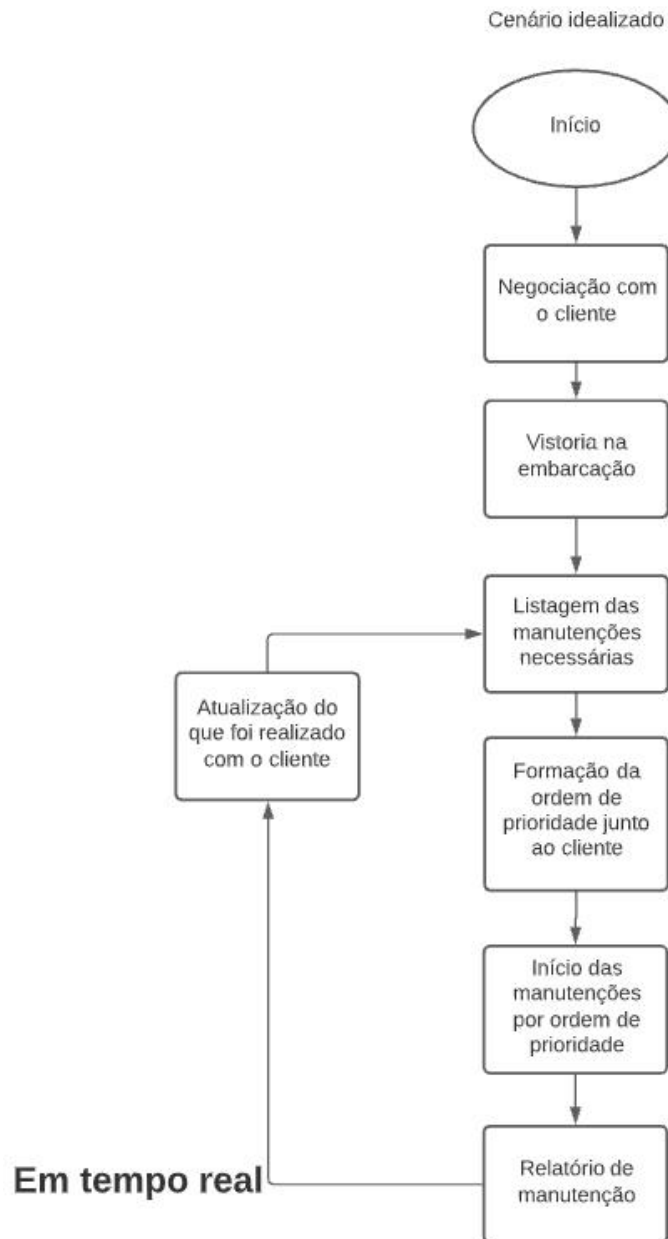 Cenário idealizado
Início
Negociação com
o cliente
Vistoria na
embarcação
Listagem das
manutenções
necessárias
Atualização do
que foi realizado
com o cliente
Formação da
ordem de
prioridade junto
ao cliente
Início das
manutenções
por ordem de
prioridade
Em tempo real
Relatório de
manutenção